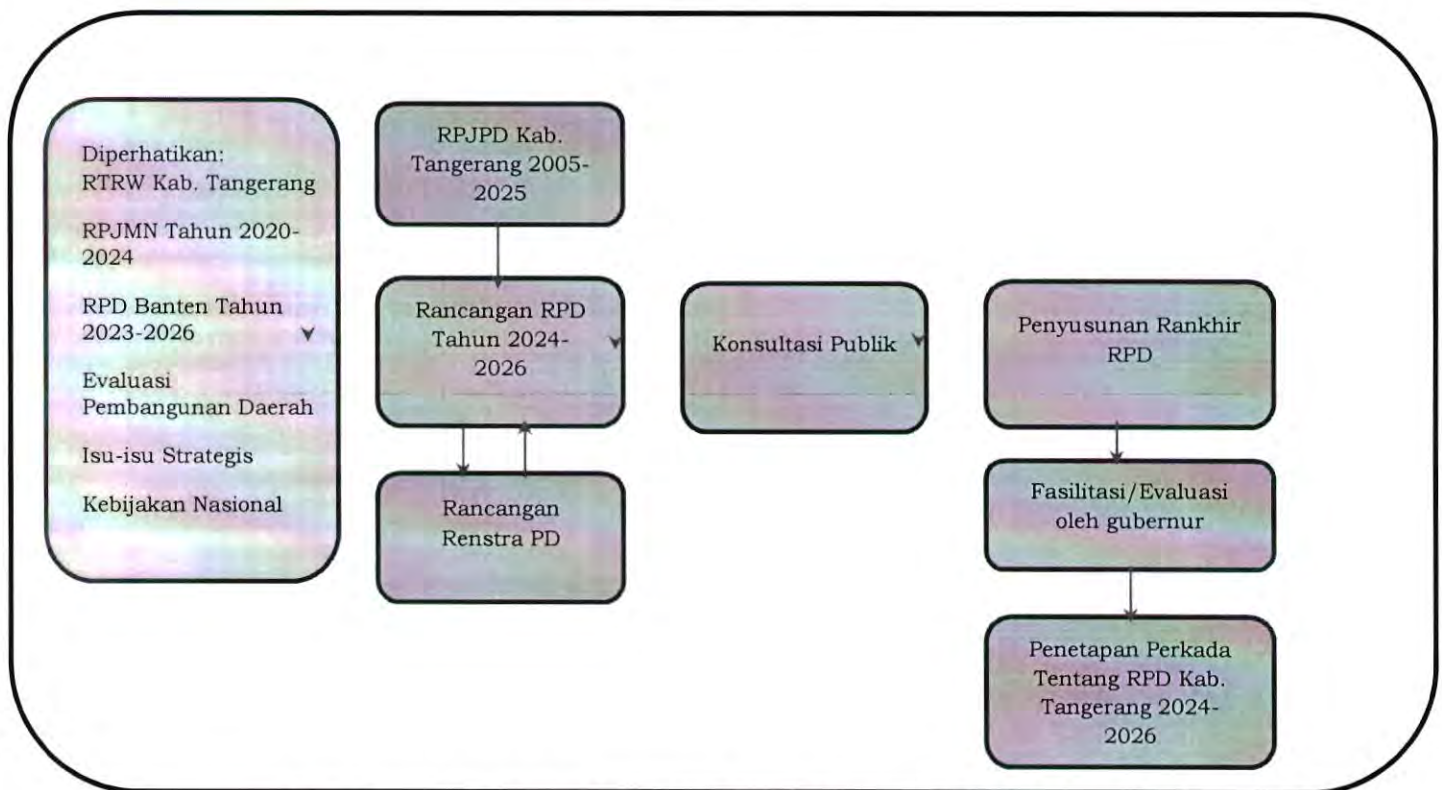 Diperhatikan:
RTRW Kab. Tangerang
RPJMN Tahun 2020-
2024
RPD Banten Tahun
2023-2026
Evaluasi
Pembangunan Daerah
Isu-isu Strategis
Kebijakan Nasional
RPJPD Kab.
Tangerang 2005-
2025
Rancangan RPD
Tahun 2024-
2026
Rancangan
Renstra PD
Konsultasi Publik
Penyusunan Rankhir
RPD
Fasilitasi/Evaluasi
oleh gubernur
Penetapan Perkada
Tentang RPD Kab.
Tangerang 2024-
2026